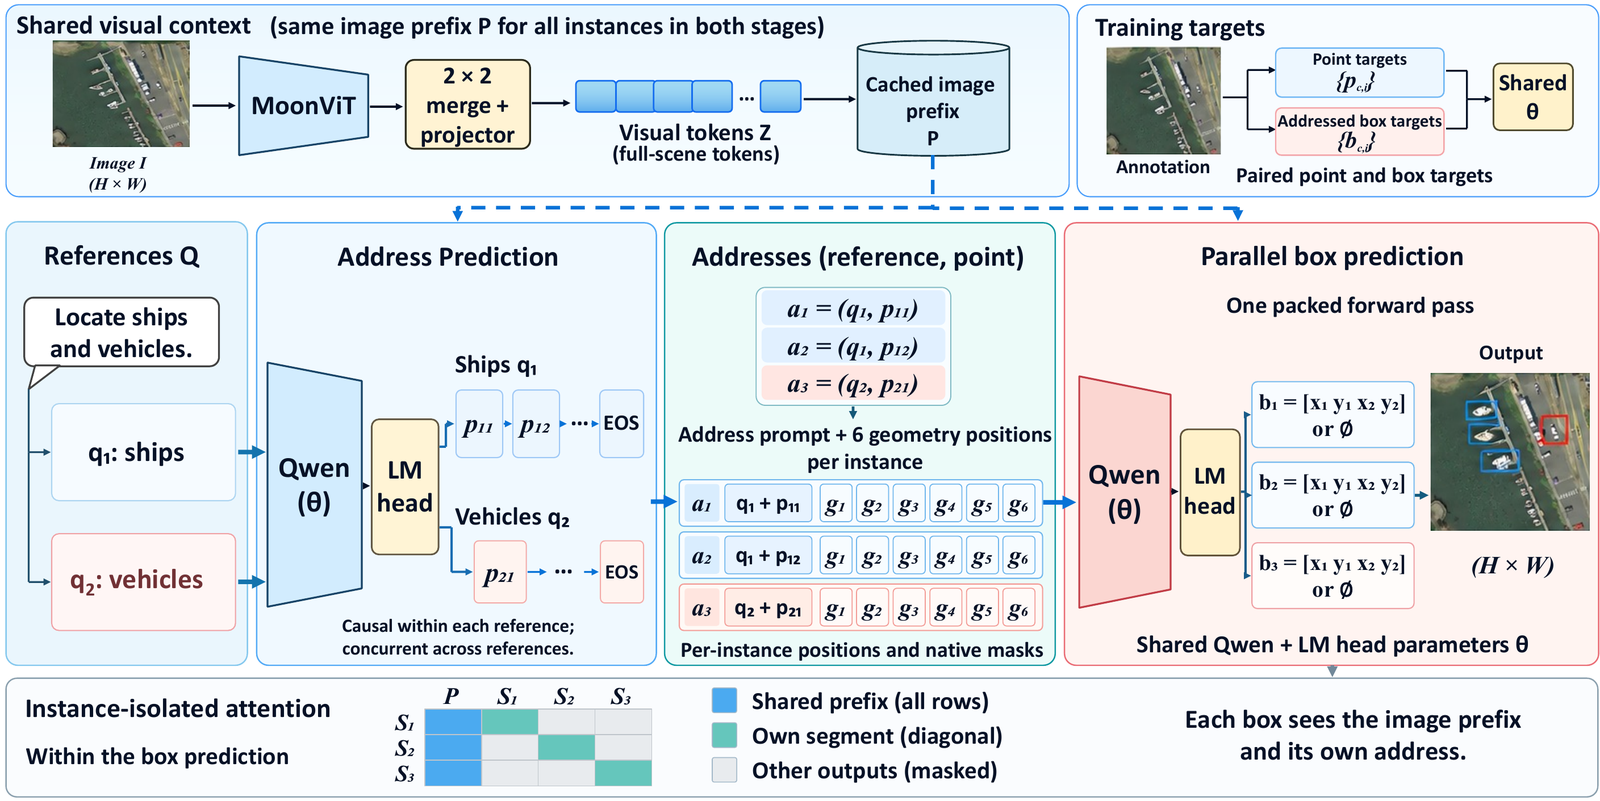 Shared visual context (same image prefix P for all instances in both stages)
Image I
(H × W)
MoonViT
2 × 2
merge +
projector
...
Visual tokens Z
(full-scene tokens)
Cached image
prefix
P
Training targets
Annotation
Point targets
{p_{c,i}}
Addressed box targets
{b_{c,i}}
Shared
θ
Paired point and box targets
References Q
Locate ships
and vehicles.
q₁: ships
q₂: vehicles
Address Prediction
Qwen
(θ)
LM
head
Ships q₁
p₁₁ p₁₂ ... EOS
Vehicles q₂
p₂₁ ... EOS
Causal within each reference;
concurrent across references.
Addresses (reference, point)
a₁ = (q₁, p₁₁)
a₂ = (q₁, p₁₂)
a₃ = (q₂, p₂₁)
Address prompt + 6 geometry positions
per instance
a₁ q₁ + p₁₁ g₁ g₂ g₃ g₄ g₅ g₆
a₂ q₁ + p₁₂ g₁ g₂ g₃ g₄ g₅ g₆
a₃ q₂ + p₂₁ g₁ g₂ g₃ g₄ g₅ g₆
Per-instance positions and native masks
Parallel box prediction
One packed forward pass
Qwen
(θ)
LM
head
b₁ = [x₁ y₁ x₂ y₂]
or Ø
b₂ = [x₁ y₁ x₂ y₂]
or Ø
b₃ = [x₁ y₁ x₂ y₂]
or Ø
Output
(H × W)
Shared Qwen + LM head parameters θ
Instance-isolated attention
Within the box prediction
P S₁ S₂ S₃
S₁
S₂
S₃
Shared prefix (all rows)
Own segment (diagonal)
Other outputs (masked)
Each box sees the image prefix
and its own address.